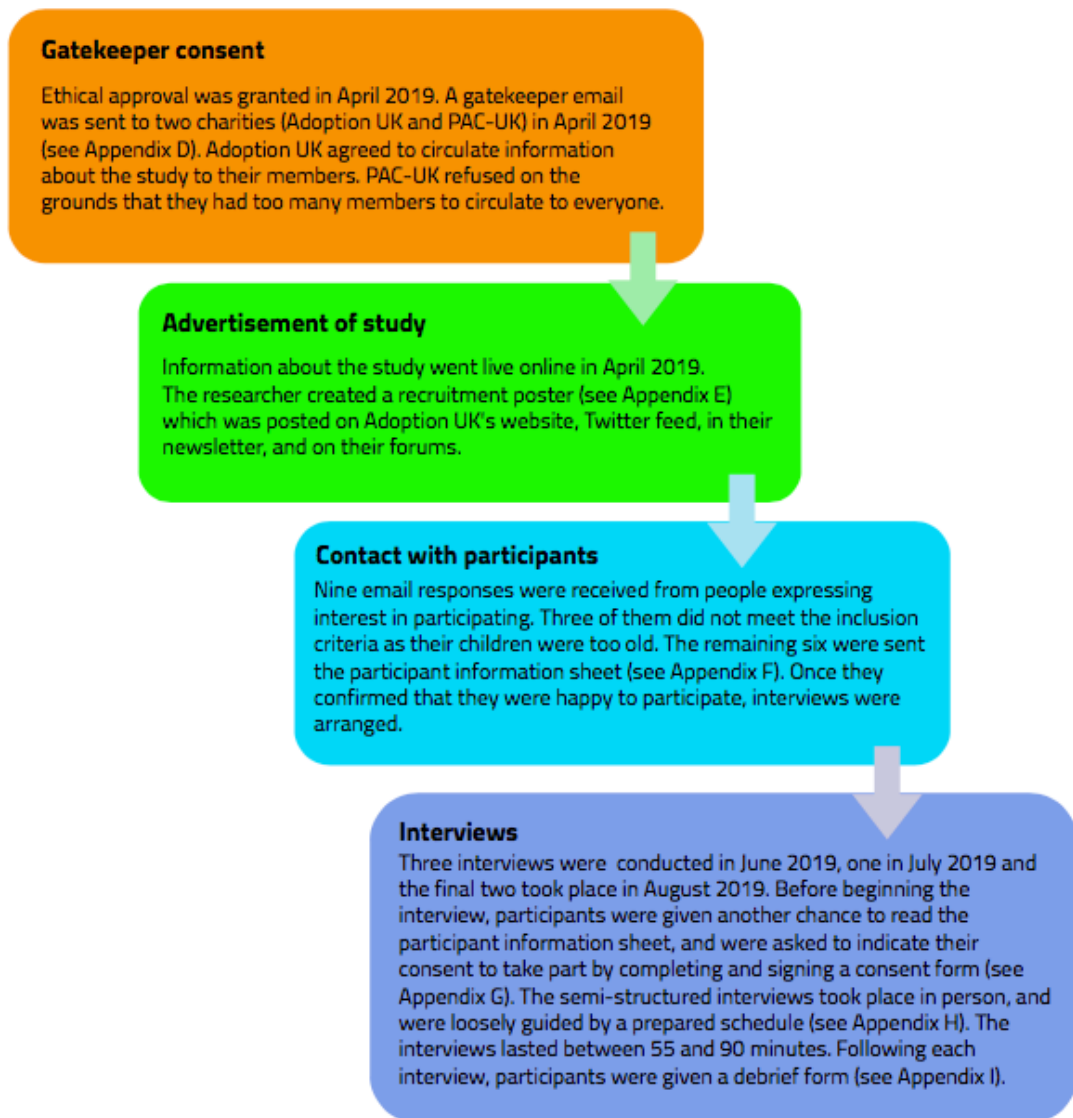 Gatekeeper consent
Ethical approval was granted in April 2019. A gatekeeper email
was sent to two charities (Adoption UK and PAC-UK) in April 2019
(see Appendix D). Adoption UK agreed to circulate information
about the study to their members. PAC-UK refused on the
grounds that they had too many members to circulate to everyone.
Advertisement of study
Information about the study went live online in April 2019.
The researcher created a recruitment poster (see Appendix E)
which was posted on Adoption UK's website, Twitter feed, in their
newsletter, and on their forums.
Contact with participants
Nine email responses were received from people expressing
interest in participating. Three of them did not meet the inclusion
criteria as their children were too old. The remaining six were sent
the participant information sheet (see Appendix F). Once they
confirmed that they were happy to participate, interviews were
arranged.
Interviews
Three interviews were conducted in June 2019, one in July 2019 and
the final two took place in August 2019. Before beginning the
interview, participants were given another chance to read the
participant information sheet, and were asked to indicate their
consent to take part by completing and signing a consent form (see
Appendix G). The semi-structured interviews took place in person, and
were loosely guided by a prepared schedule (see Appendix H). The
interviews lasted between 55 and 90 minutes. Following each
interview, participants were given a debrief form (see Appendix I).